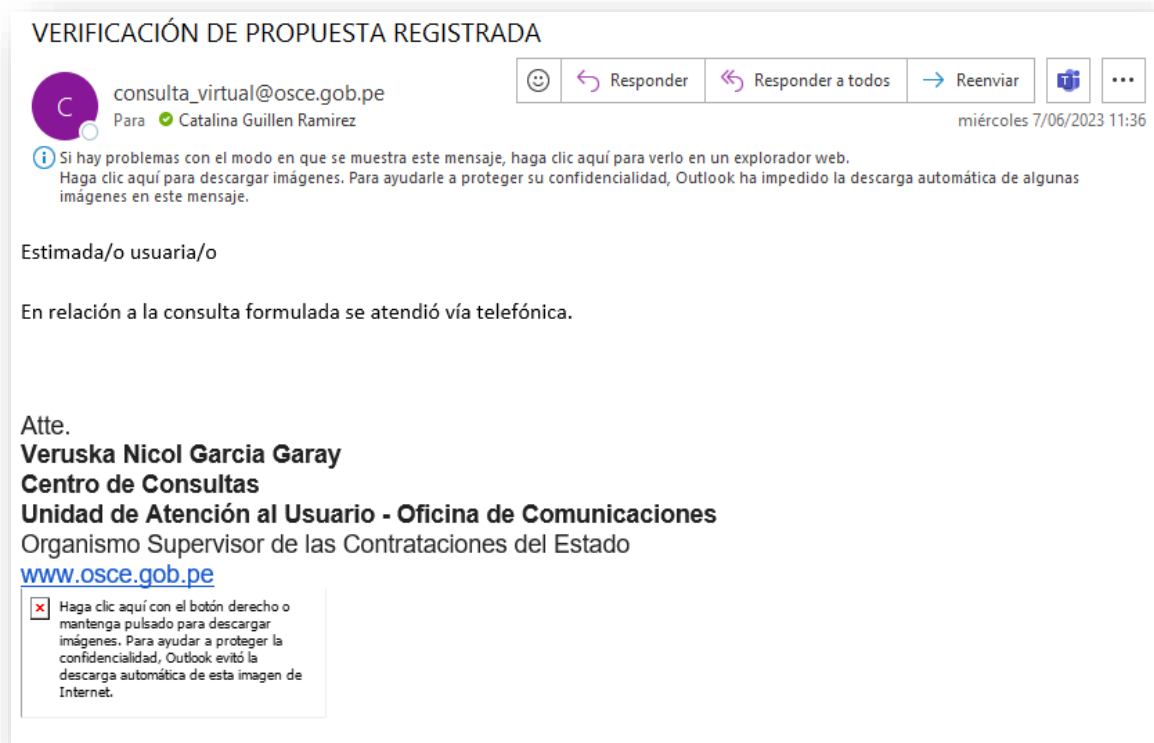 VERIFICACIÓN DE PROPUESTA REGISTRADA
C
consulta_virtual@osce.gob.pe
Responder
Responder a todos
Reenviar
Para Catalina Guillen Ramirez
miércoles 7/06/2023 11:36
Si hay problemas con el modo en que se muestra este mensaje, haga clic aquí para verlo en un explorador web.
Haga clic aquí para descargar imágenes. Para ayudarle a proteger su confidencialidad, Outlook ha impedido la descarga automática de algunas
imágenes en este mensaje.
Estimada/o usuaria/o
En relación a la consulta formulada se atendió vía telefónica.
Atte.
Veruska Nicol Garcia Garay
Centro de Consultas
Unidad de Atención al Usuario - Oficina de Comunicaciones
Organismo Supervisor de las Contrataciones del Estado
www.osce.gob.pe
Haga clic aquí con el botón derecho o
mantenga pulsado para descargar
imágenes. Para ayudar a proteger la
confidencialidad, Outlook evitó la
descarga automática de esta imagen de
Internet.